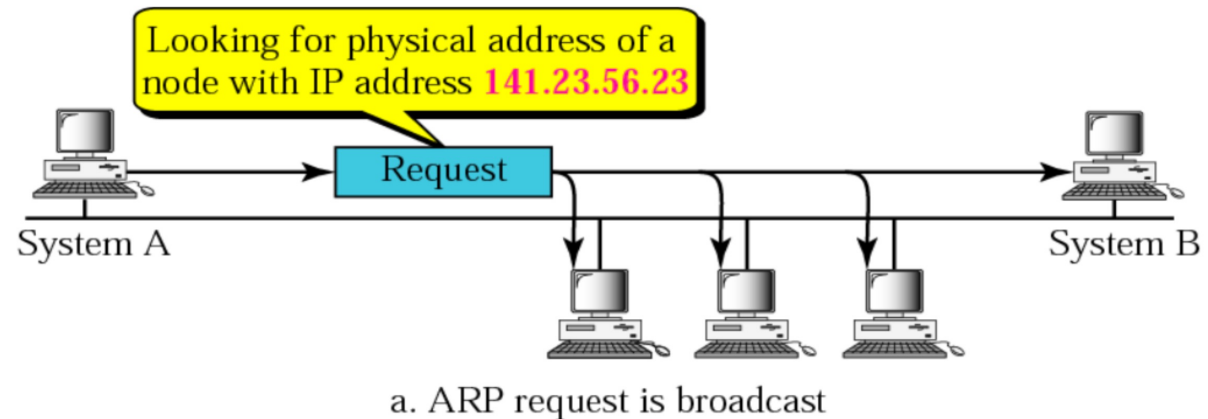 Looking for physical address of a
node with IP address 141.23.56.23
Request
System A
System B
a. ARP request is broadcast